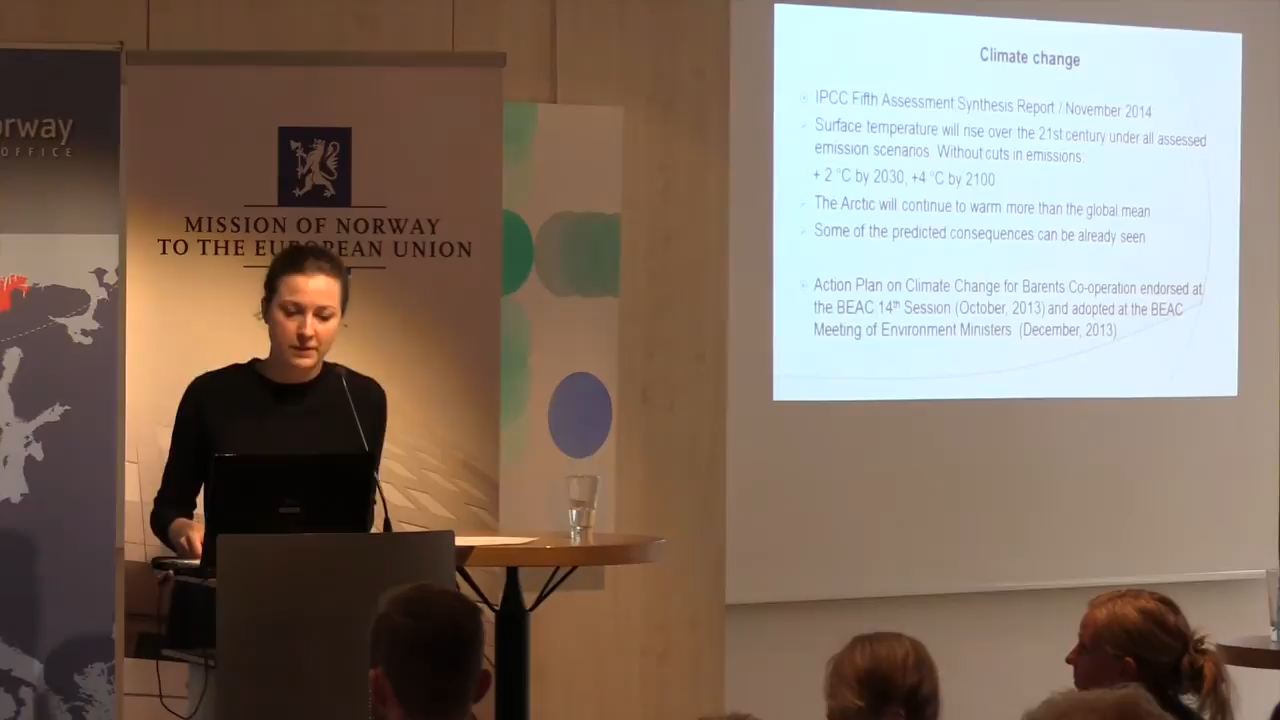 orway
OFFICE
MISSION OF NORWAY
TO THE EUROPEAN UNION
Climate change
IPCC Fifth Assessment Synthesis Report / November 2014
Surface temperature will rise over the 21st century under all assessed
emission scenarios. Without cuts in emissions:
+ 2 °C by 2030, +4 °C by 2100
The Arctic will continue to warm more than the global mean
Some of the predicted consequences can be already seen
Action Plan on Climate Change for Barents Co-operation endorsed at
the BEAC 14th Session (October, 2013) and adopted at the BEAC
Meeting of Environment Ministers (December, 2013)